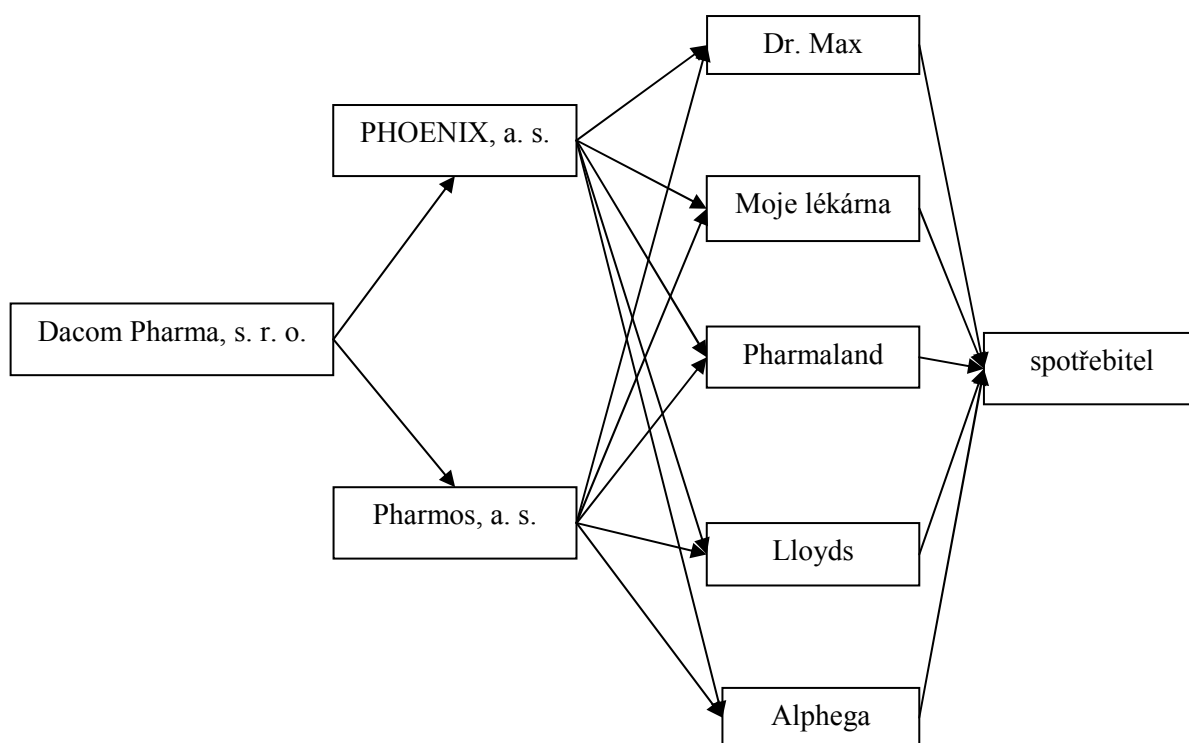 Dr. Max
PHOENIX, a. s.
Moje lékárna
Dacom Pharma, s. r. o.
Pharmaland
spotřebitel
Pharmos, a. s.
Lloyds
Alphega